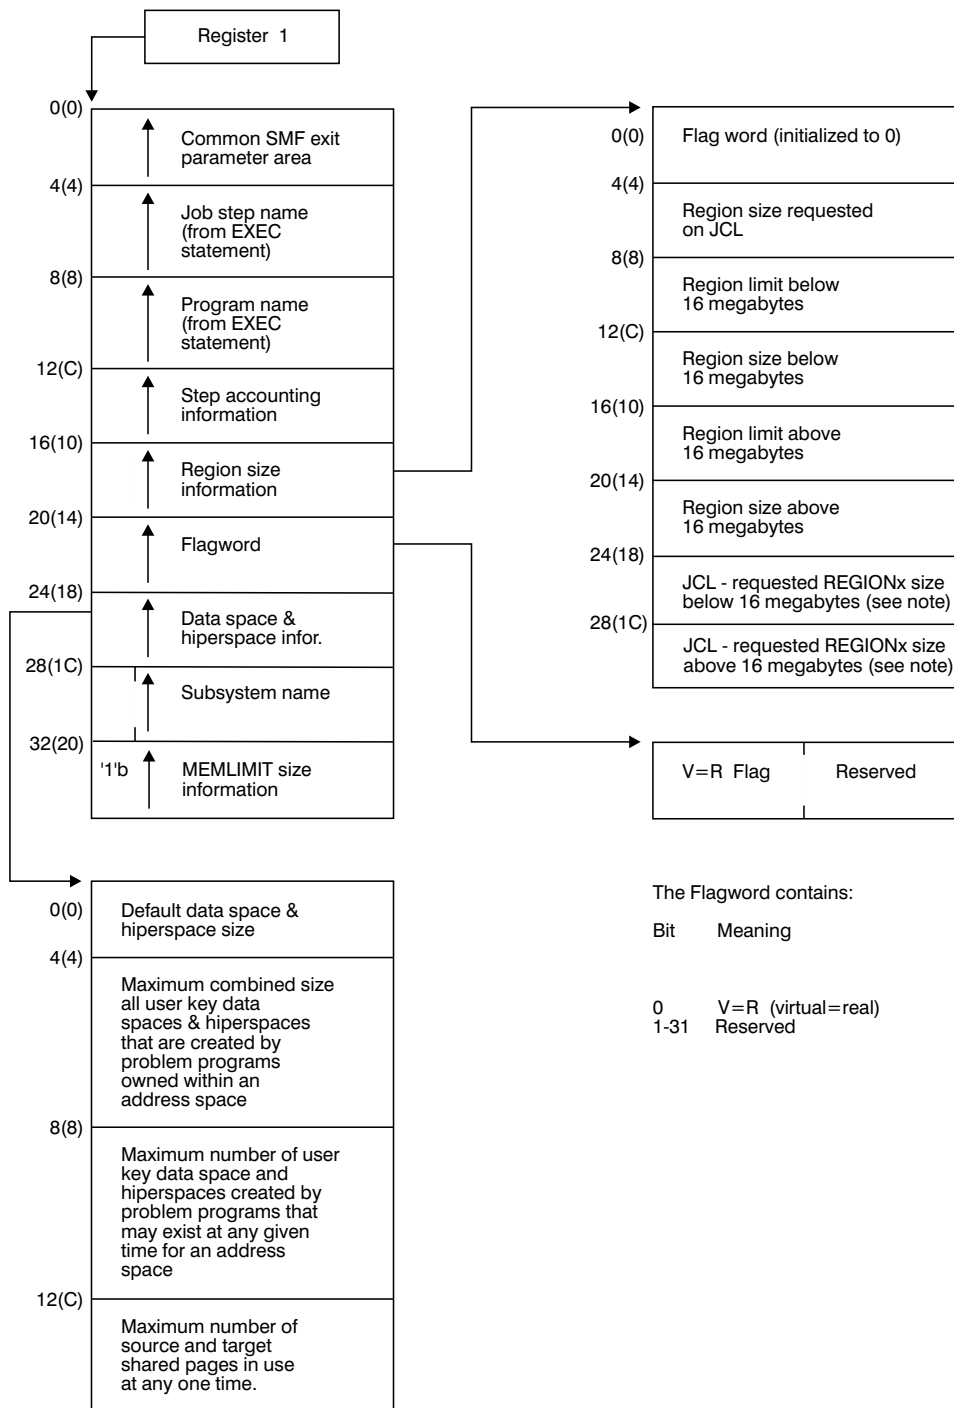 Register 1
0(0)
Common SMF exit
parameter area
4(4)
Job step name
(from EXEC
statement)
8(8)
Program name
(from EXEC
statement)
12(C)
Step accounting
information
16(10)
Region size
information
20(14)
Flagword
24(18)
Data space &
hiperspace infor.
28(1C)
Subsystem name
32(20)
'1'b
MEMLIMIT size
information
0(0)
Flag word (initialized to 0)
4(4)
Region size requested
on JCL
8(8)
Region limit below
16 megabytes
12(C)
Region size below
16 megabytes
16(10)
Region limit above
16 megabytes
20(14)
Region size above
16 megabytes
24(18)
JCL - requested REGIONx size
below 16 megabytes (see note)
28(1C)
JCL - requested REGIONx size
above 16 megabytes (see note)
V=R Flag
Reserved
0(0)
Default data space &
hiperspace size
4(4)
Maximum combined size
all user key data
spaces & hiperspaces
that are created by
problem programs
owned within an
address space
8(8)
Maximum number of user
key data space and
hiperspaces created by
problem programs that
may exist at any given
time for an address
space
12(C)
Maximum number of
source and target
shared pages in use
at any one time.
The Flagword contains:
Bit Meaning
0 V=R (virtual=real)
1-31 Reserved